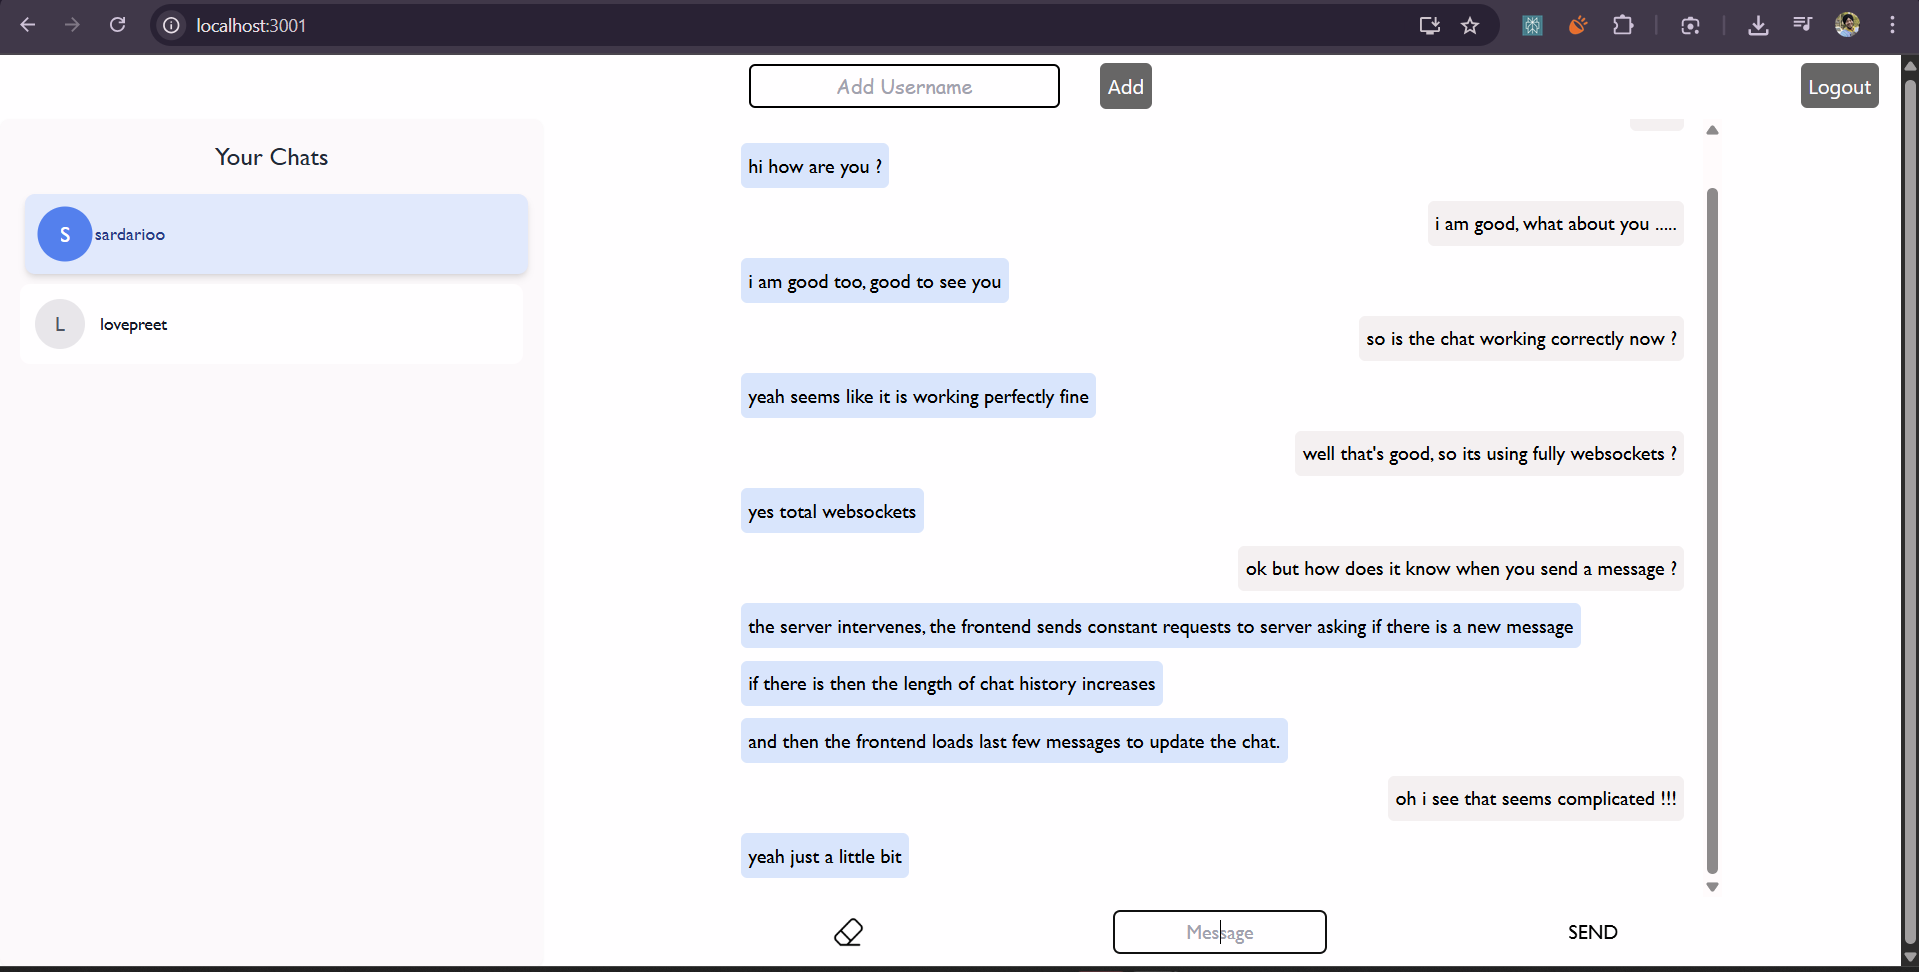 localhost:3001
Add Username
Add
Logout
Your Chats
S
sardarioo
L
lovepreet
hi how are you ?
i am good, what about you .....
i am good too, good to see you
so is the chat working correctly now ?
yeah seems like it is working perfectly fine
well that's good, so its using fully websockets ?
yes total websockets
ok but how does it know when you send a message ?
the server intervenes, the frontend sends constant requests to server asking if there is a new message
if there is then the length of chat history increases
and then the frontend loads last few messages to update the chat.
oh i see that seems complicated !!!
yeah just a little bit
Message
SEND